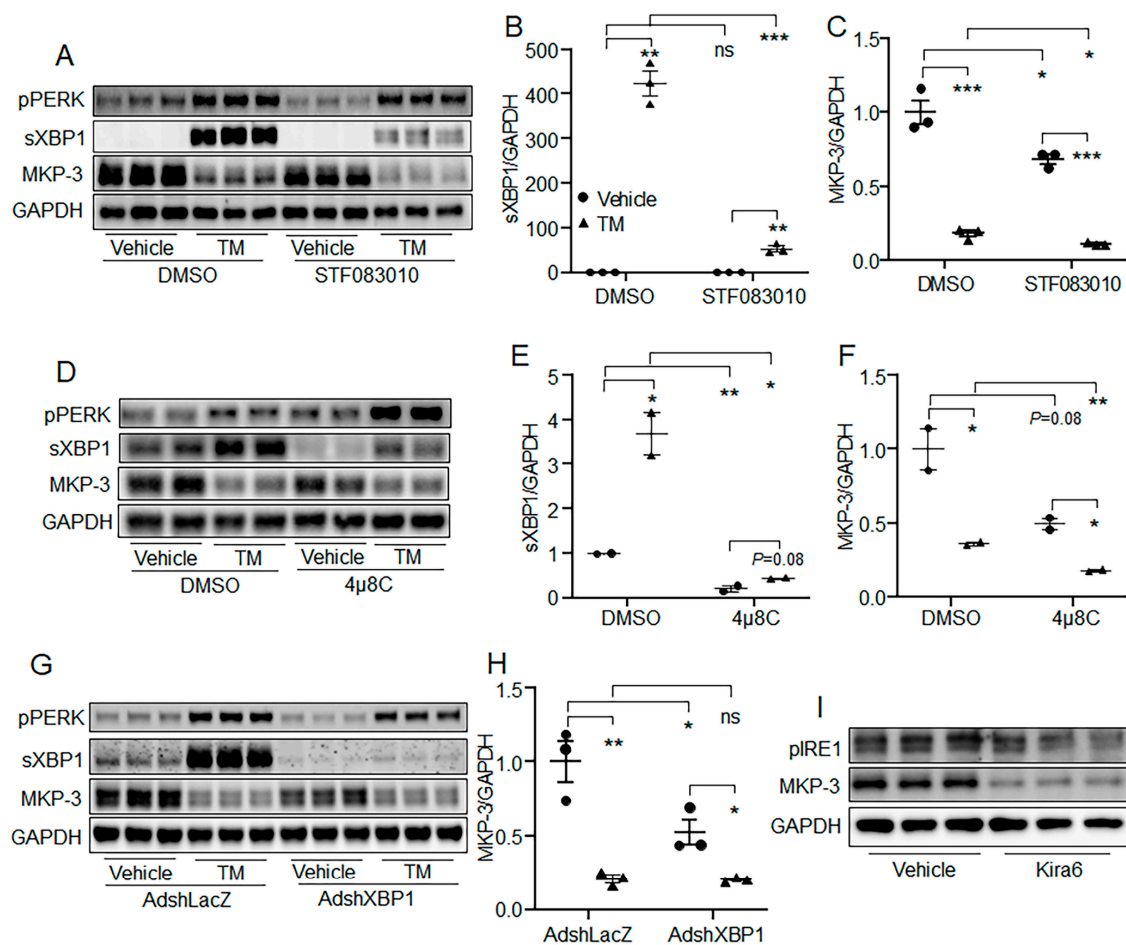 A
pPERK
sXBP1
MKP-3
GAPDH
Vehicle TM Vehicle TM
DMSO STF083010
B
sXBP1/GAPDH
500
400
300
200
100
0
** ns ***
Vehicle
TM
**
DMSO STF083010
C
MKP-3/GAPDH
1.5
1.0
0.5
0.0
*** * *
***
DMSO STF083010
D
pPERK
sXBP1
MKP-3
GAPDH
Vehicle TM Vehicle TM
DMSO 4µ8C
E
sXBP1/GAPDH
5
4
3
2
1
0
* ** *
P=0.08
DMSO 4µ8C
F
MKP-3/GAPDH
1.5
1.0
0.5
0.0
* P=0.08 **
*
DMSO 4µ8C
G
pPERK
sXBP1
MKP-3
GAPDH
Vehicle TM Vehicle TM
AdshLacZ AdshXBP1
H
MKP-3/GAPDH
1.5
1.0
0.5
0.0
** * ns
*
AdshLacZ AdshXBP1
I
pIRE1
MKP-3
GAPDH
Vehicle Kira6